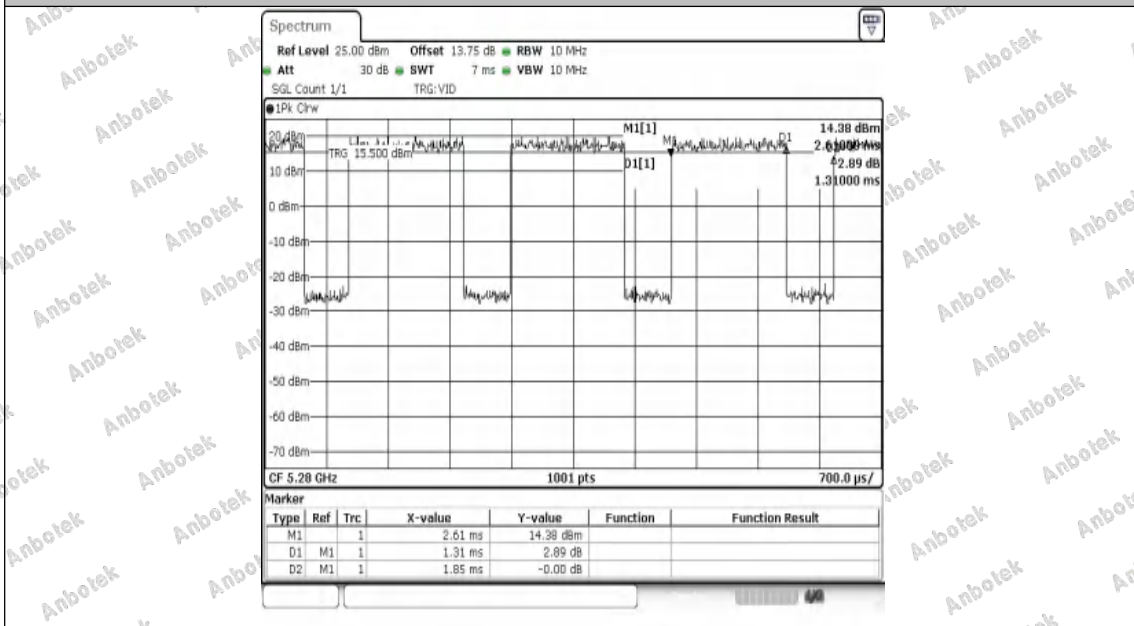 Spectrum
Ref Level 25.00 dBm Offset 13.75 dB RBW 10 MHz
Att 30 dB SWT 7 ms VBW 10 MHz
SGL Count 1/1 TRG:VID
1Pk Clrw
M1[1] 14.38 dBm
2.61000 ms
D1[1] 2.89 dB
1.31000 ms
M1
D1
20 dBm
TRG 15.500 dBm
10 dBm
0 dBm
-10 dBm
-20 dBm
-30 dBm
-40 dBm
-50 dBm
-60 dBm
-70 dBm
CF 5.28 GHz 1001 pts 700.0 µs/
Marker
Type Ref Trc X-value Y-value Function Function Result
M1 1 2.61 ms 14.38 dBm
D1 M1 1 1.31 ms 2.89 dB
D2 M1 1 1.85 ms -0.00 dB
Anbotek